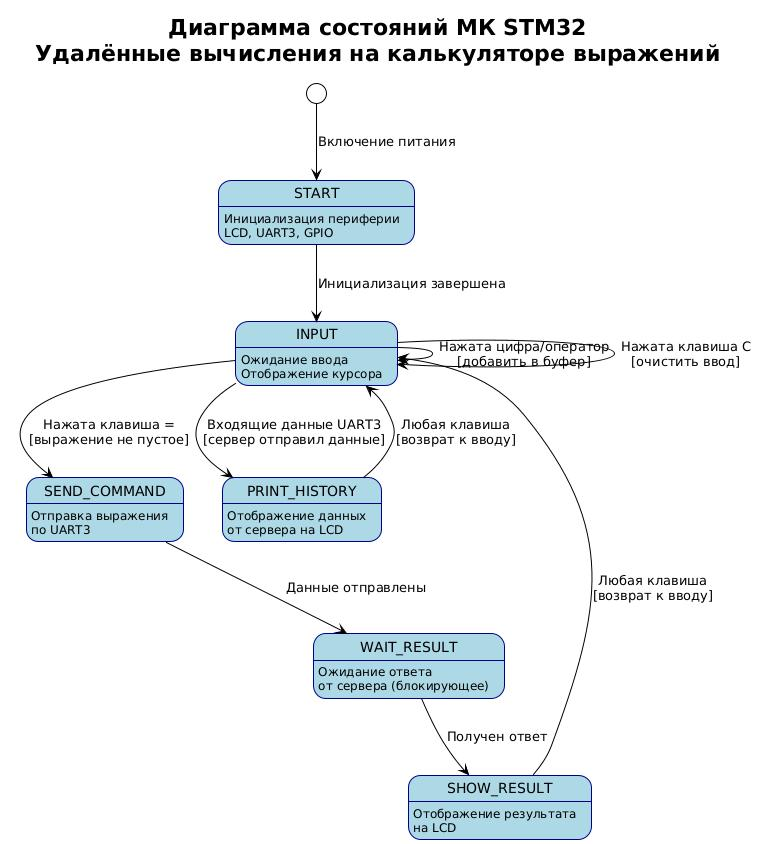 Диаграмма состояний МК STM32
Удалённые вычисления на калькуляторе выражений
Включение питания
START
Инициализация периферии
LCD, UART3, GPIO
Инициализация завершена
INPUT
Ожидание ввода
Отображение курсора
Нажата цифра/оператор
[добавить в буфер]
Нажата клавиша C
[очистить ввод]
Нажата клавиша =
[выражение не пустое]
Входящие данные UART3
[сервер отправил данные]
Любая клавиша
[возврат к вводу]
SEND_COMMAND
Отправка выражения
по UART3
PRINT_HISTORY
Отображение данных
от сервера на LCD
Данные отправлены
Любая клавиша
[возврат к вводу]
WAIT_RESULT
Ожидание ответа
от сервера (блокирующее)
Получен ответ
SHOW_RESULT
Отображение результата
на LCD